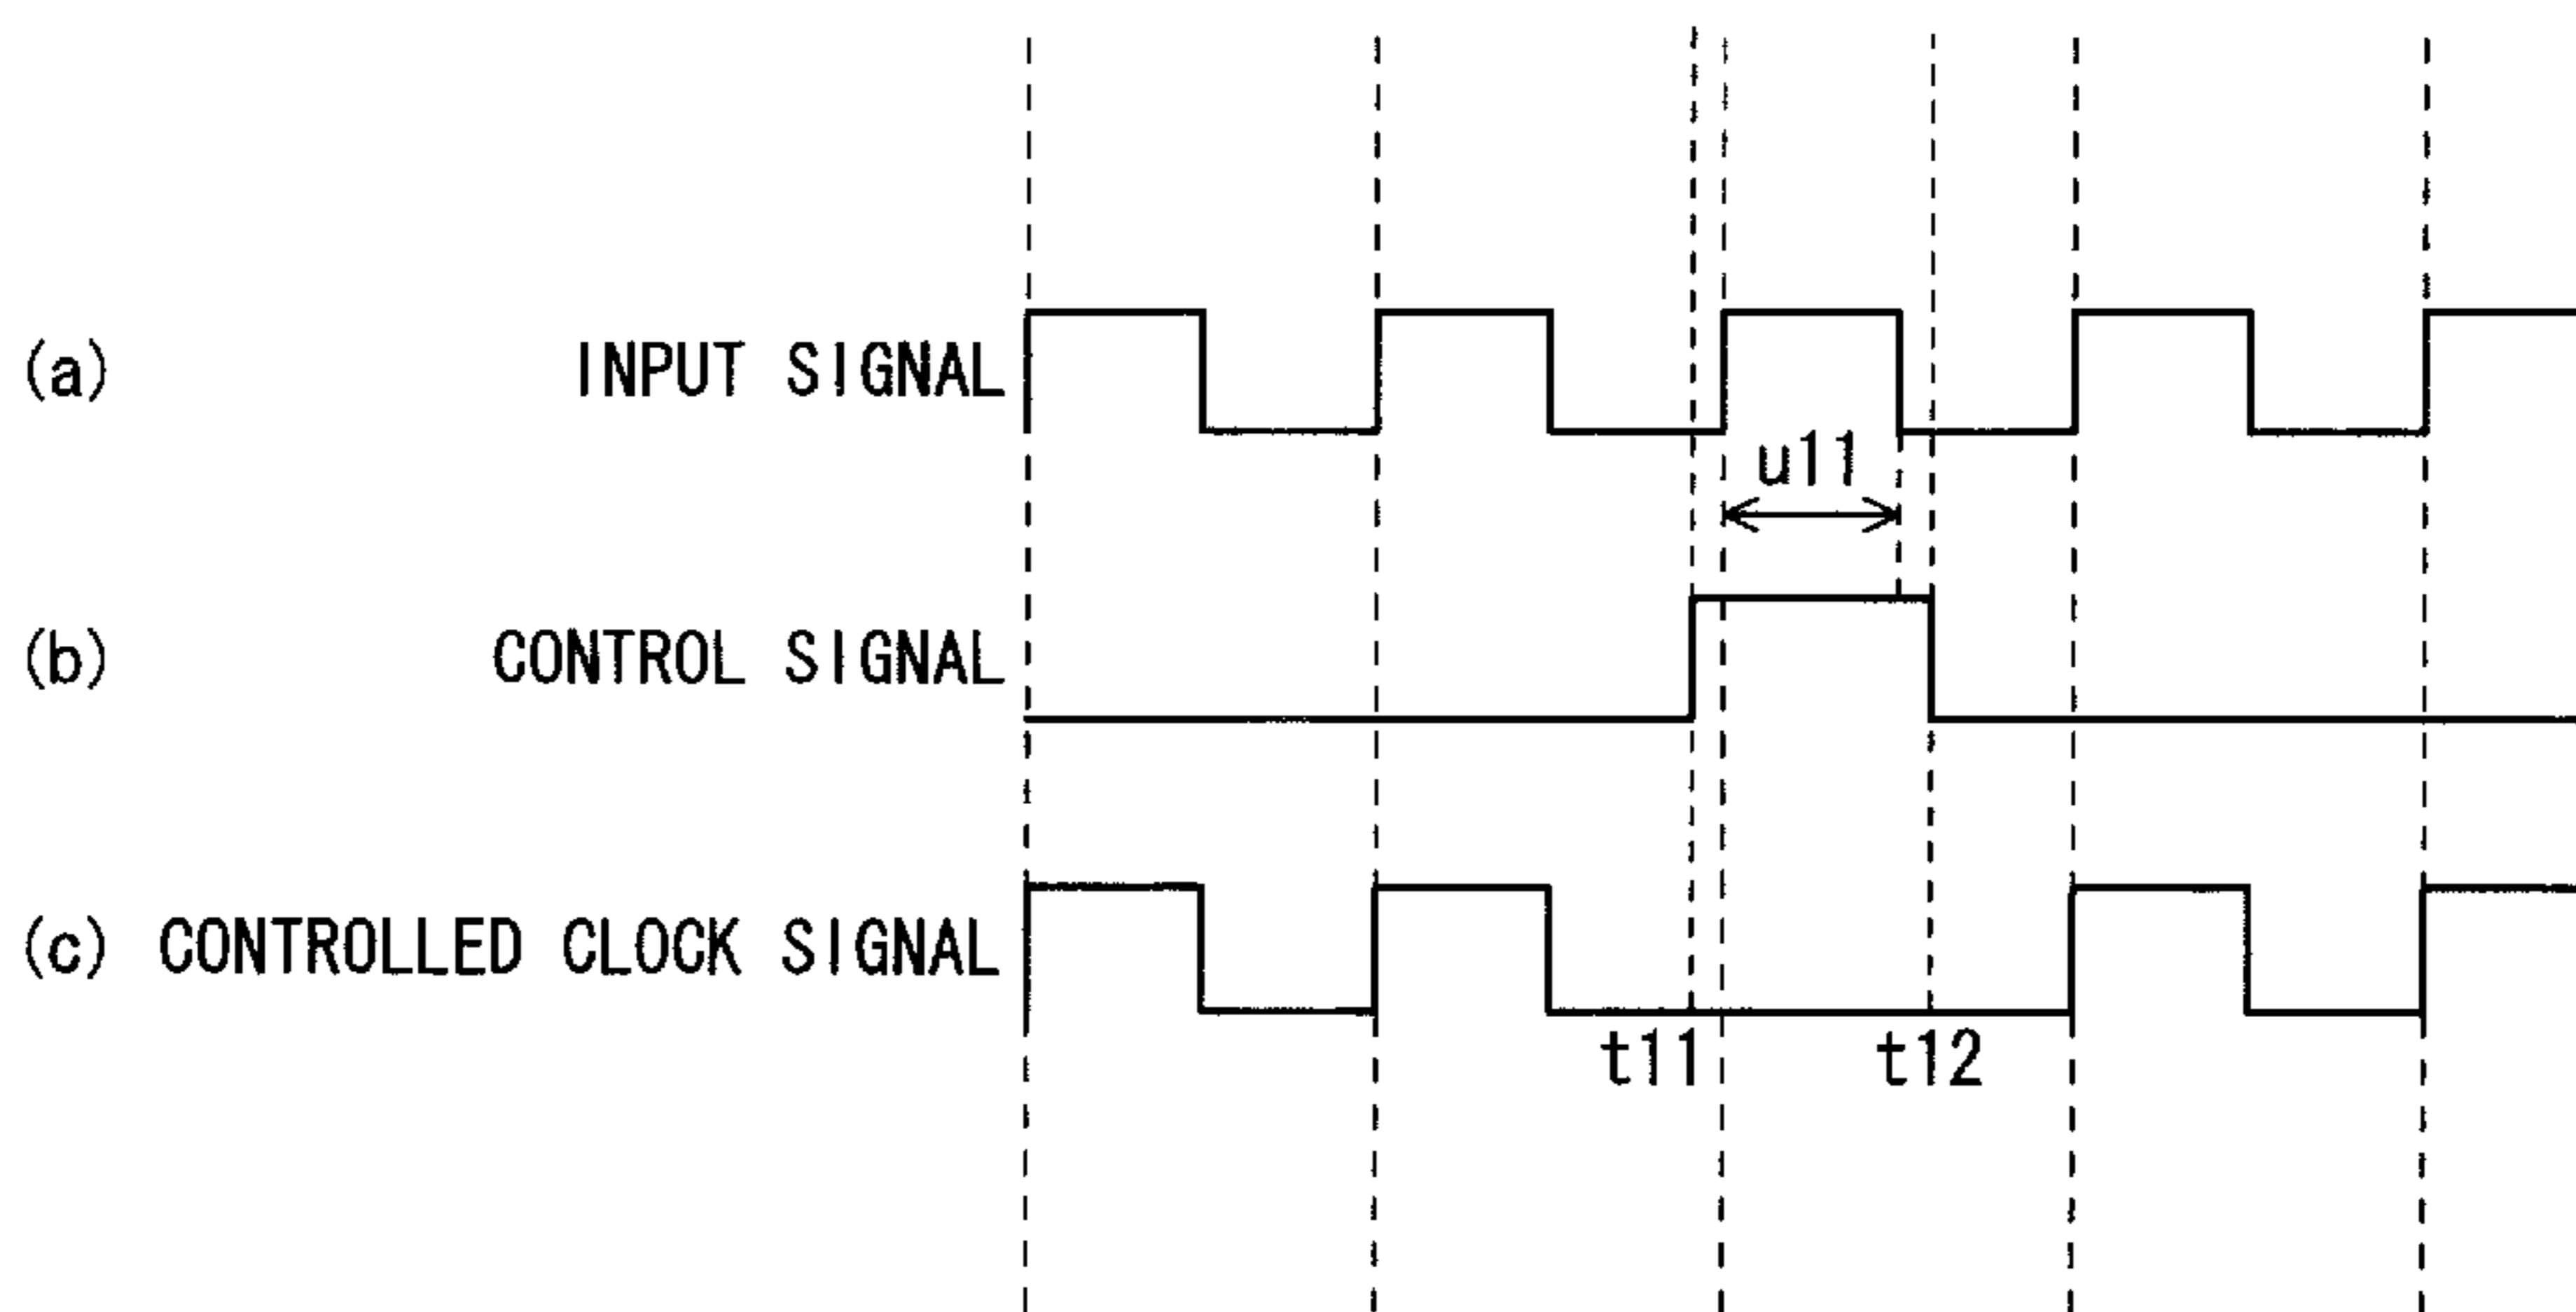 (a) INPUT SIGNAL
u11
(b) CONTROL SIGNAL
(c) CONTROLLED CLOCK SIGNAL
t11 t12